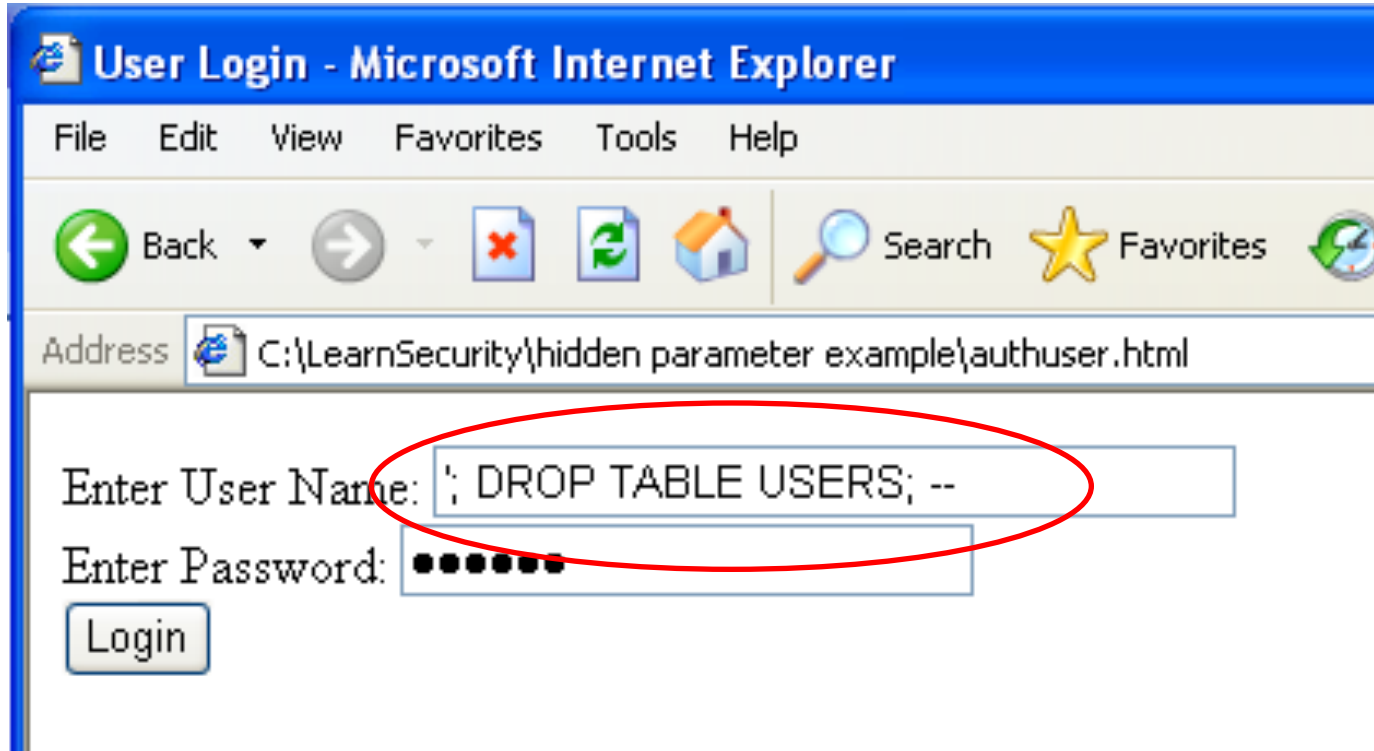 User Login - Microsoft Internet Explorer
File Edit View Favorites Tools Help
Back Search Favorites
Address C:\LearnSecurity\hidden parameter example\authuser.html
Enter User Name: '; DROP TABLE USERS; --
Enter Password: ●●●●●●
Login